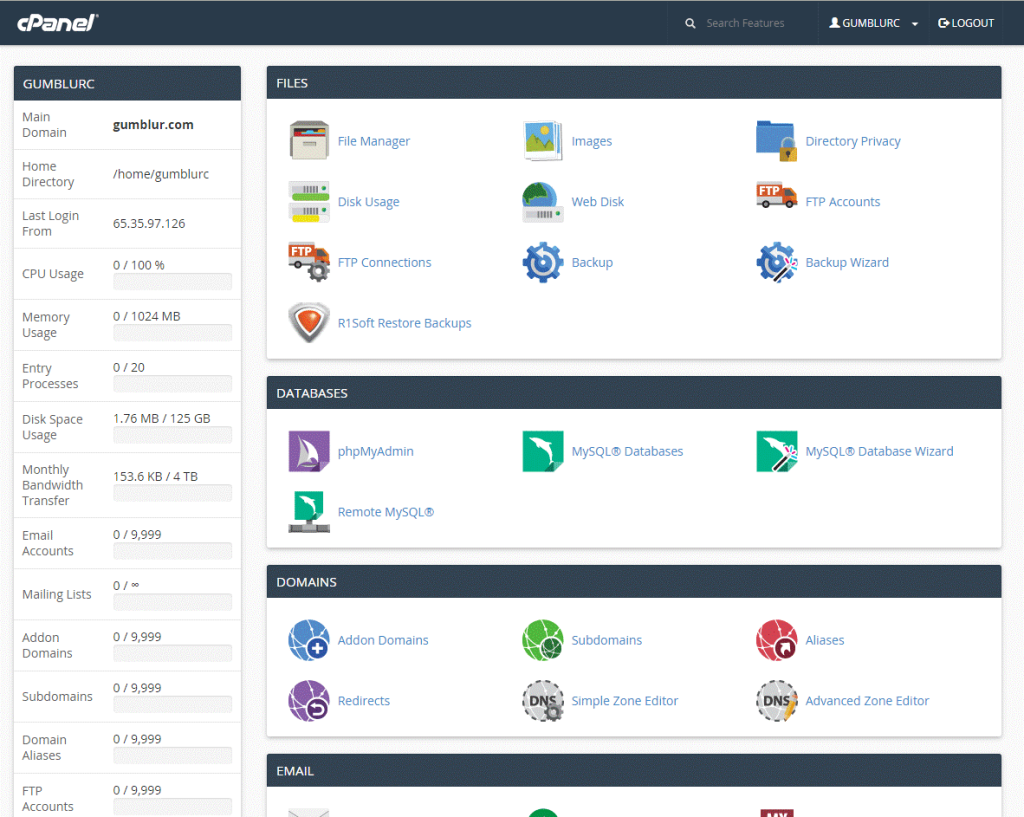 cPanel®
Search Features
GUMBLURC
LOGOUT
GUMBLURC
Main
Domain
gumblur.com
Home
Directory
/home/gumblurc
Last Login
From
65.35.97.126
CPU Usage
0 / 100 %
Memory
Usage
0 / 1024 MB
Entry
Processes
0 / 20
Disk Space
Usage
1.76 MB / 125 GB
Monthly
Bandwidth
Transfer
153.6 KB / 4 TB
Email
Accounts
0 / 9,999
Mailing Lists
0 / ∞
Addon
Domains
0 / 9,999
Subdomains
0 / 9,999
Domain
Aliases
0 / 9,999
FTP
Accounts
0 / 9,999
FILES
File Manager
Images
Directory Privacy
Disk Usage
Web Disk
FTP
FTP Accounts
FTP
FTP Connections
Backup
Backup Wizard
R1Soft Restore Backups
DATABASES
phpMyAdmin
MySQL® Databases
MySQL® Database Wizard
Remote MySQL®
DOMAINS
Addon Domains
Subdomains
Aliases
Redirects
DNS
Simple Zone Editor
DNS
Advanced Zone Editor
EMAIL